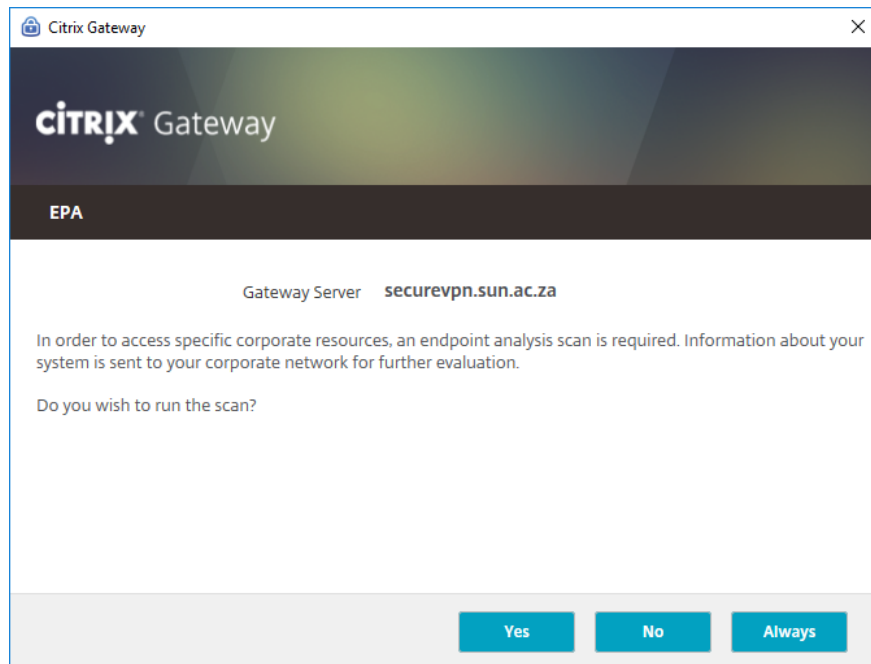 Citrix Gateway
CİTRIX Gateway
EPA
Gateway Server securevpn.sun.ac.za
In order to access specific corporate resources, an endpoint analysis scan is required. Information about your
system is sent to your corporate network for further evaluation.
Do you wish to run the scan?
Yes No Always